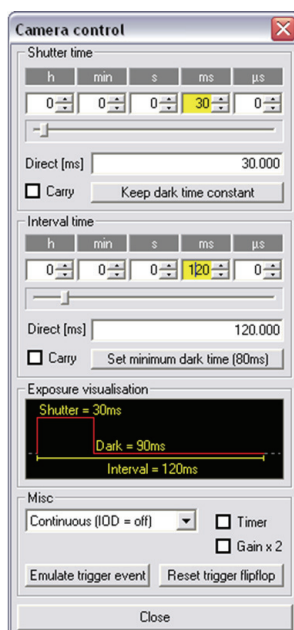 Camera control
Shutter time
h min s ms µs
0 0 0 30 0
Direct [ms] 30.000
Carry Keep dark time constant
Interval time
h min s ms µs
0 0 0 120 0
Direct [ms] 120.000
Carry Set minimum dark time (80ms)
Exposure visualisation
Shutter = 30ms
Dark = 90ms
Interval = 120ms
Misc
Continuous (IOD = off) Timer
Gain x 2
Emulate trigger event Reset trigger flipflop
Close